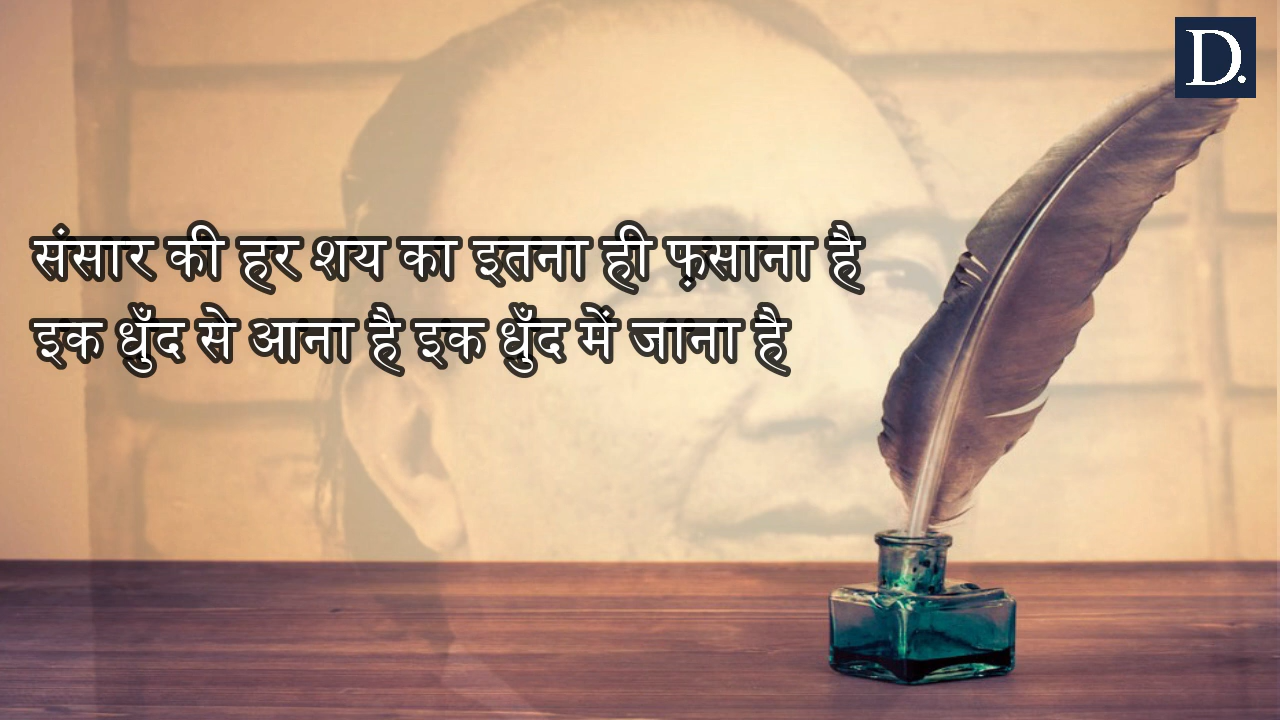 D.
संसार की हर शय का इतना ही फ़साना है
इक धुँद से आना है इक धुँद में जाना है